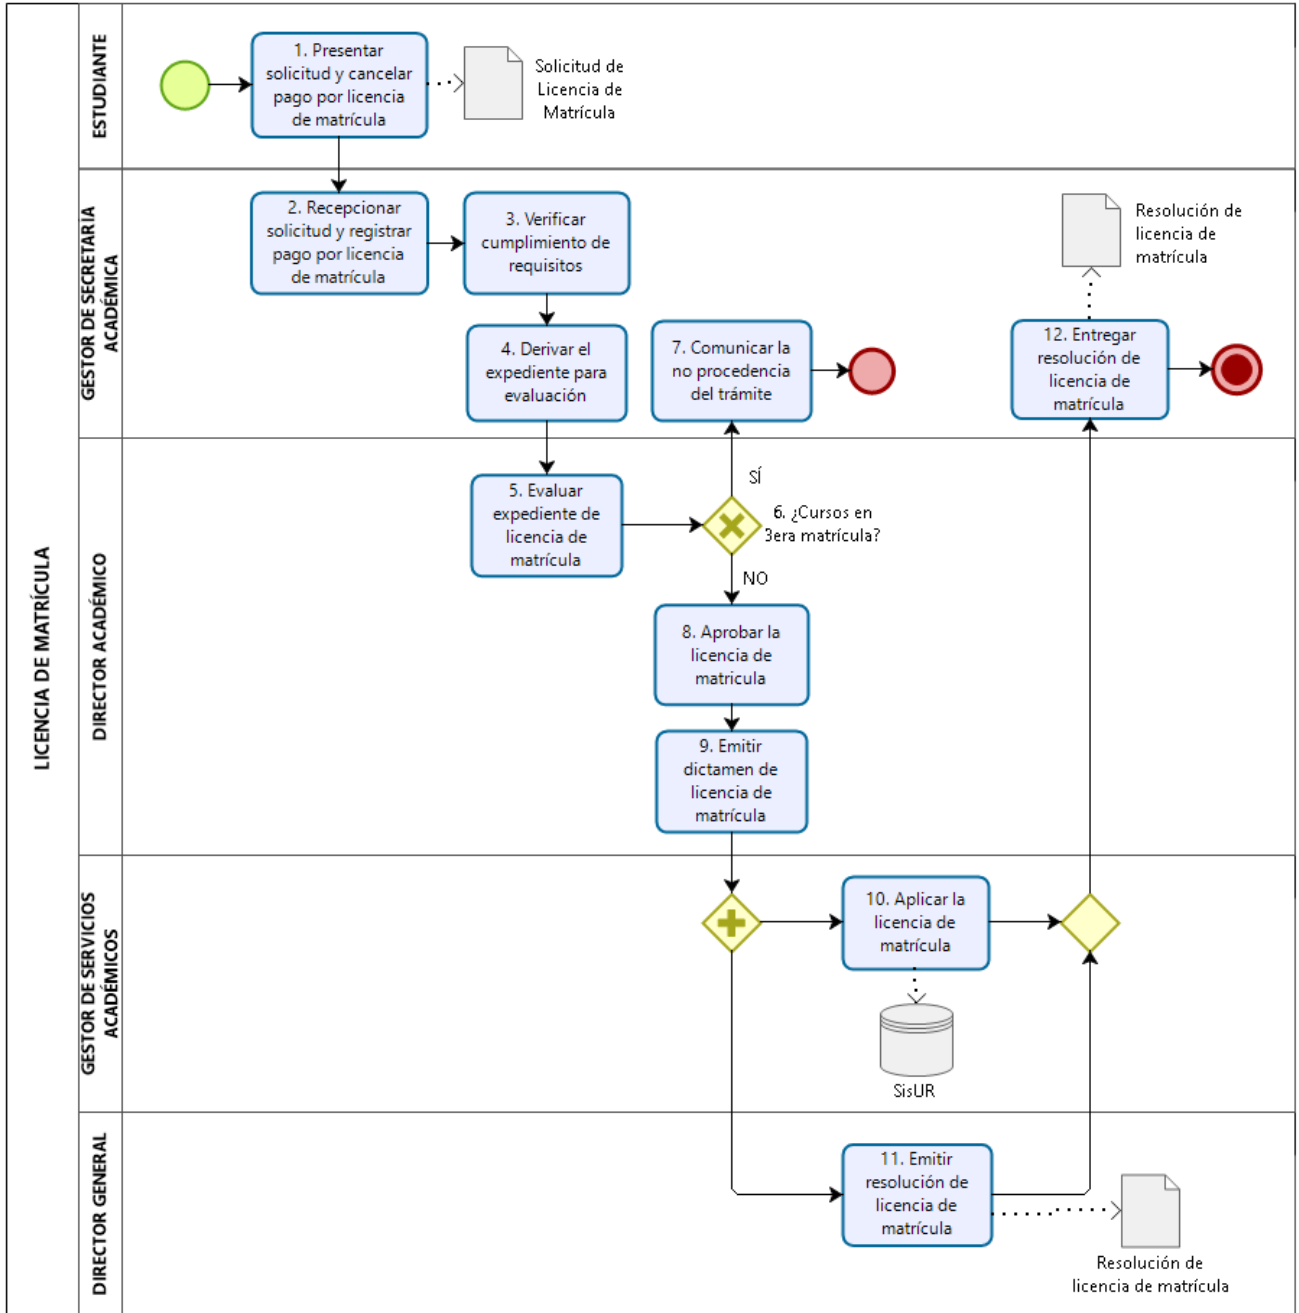 LICENCIA DE MATRÍCULA
ESTUDIANTE
1. Presentar
solicitud y cancelar
pago por licencia
de matrícula
Solicitud de
Licencia de
Matrícula
GESTOR DE SECRETARIA
ACADÉMICA
2. Recepcionar
solicitud y registrar
pago por licencia
de matrícula
3. Verificar
cumplimiento de
requisitos
Resolución de
licencia de
matrícula
4. Derivar el
expediente para
evaluación
7. Comunicar la
no procedencia
del trámite
12. Entregar
resolución de
licencia de
matrícula
DIRECTOR ACADÉMICO
5. Evaluar
expediente de
licencia de
matrícula
SÍ
6. ¿Cursos en
3era matrícula?
NO
8. Aprobar la
licencia de
matricula
9. Emitir
dictamen de
licencia de
matrícula
GESTOR DE SERVICIOS
ACADÉMICOS
10. Aplicar la
licencia de
matrícula
SisUR
DIRECTOR GENERAL
11. Emitir
resolución de
licencia de
matrícula
Resolución de
licencia de matrícula